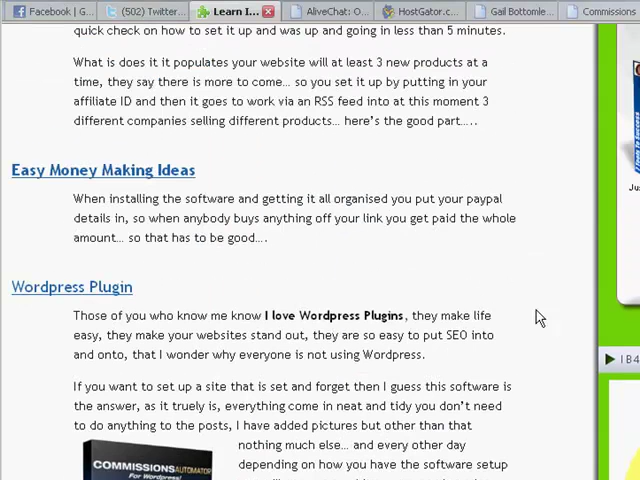 Facebook | G...
(502) Twitter...
Learn I...
AliveChat: O...
HostGator.c...
Gail Bottomle...
Commissions
quick check on how to set it up and was up and going in less than 5 minutes.
What is does it it populates your website will at least 3 new products at a
time, they say there is more to come... so you set it up by putting in your
affiliate ID and then it goes to work via an RSS feed into at this moment 3
different companies selling different products... here's the good part.....
Easy Money Making Ideas
When installing the software and getting it all organised you put your paypal
details in, so when anybody buys anything off your link you get paid the whole
amount... so that has to be good....
Wordpress Plugin
Those of you who know me know I love Wordpress Plugins, they make life
easy, they make your websites stand out, they are so easy to put SEO into
and onto, that I wonder why everyone is not using Wordpress.
If you want to set up a site that is set and forget then I guess this software is
the answer, as it truely is, everything come in neat and tidy you don't need
to do anything to the posts, I have added pictures but other than that
nothing much else... and every other day
depending on how you have the software setup
COMMISSIONSAUTOMATOR
For Wordpress!
Jus
IB4